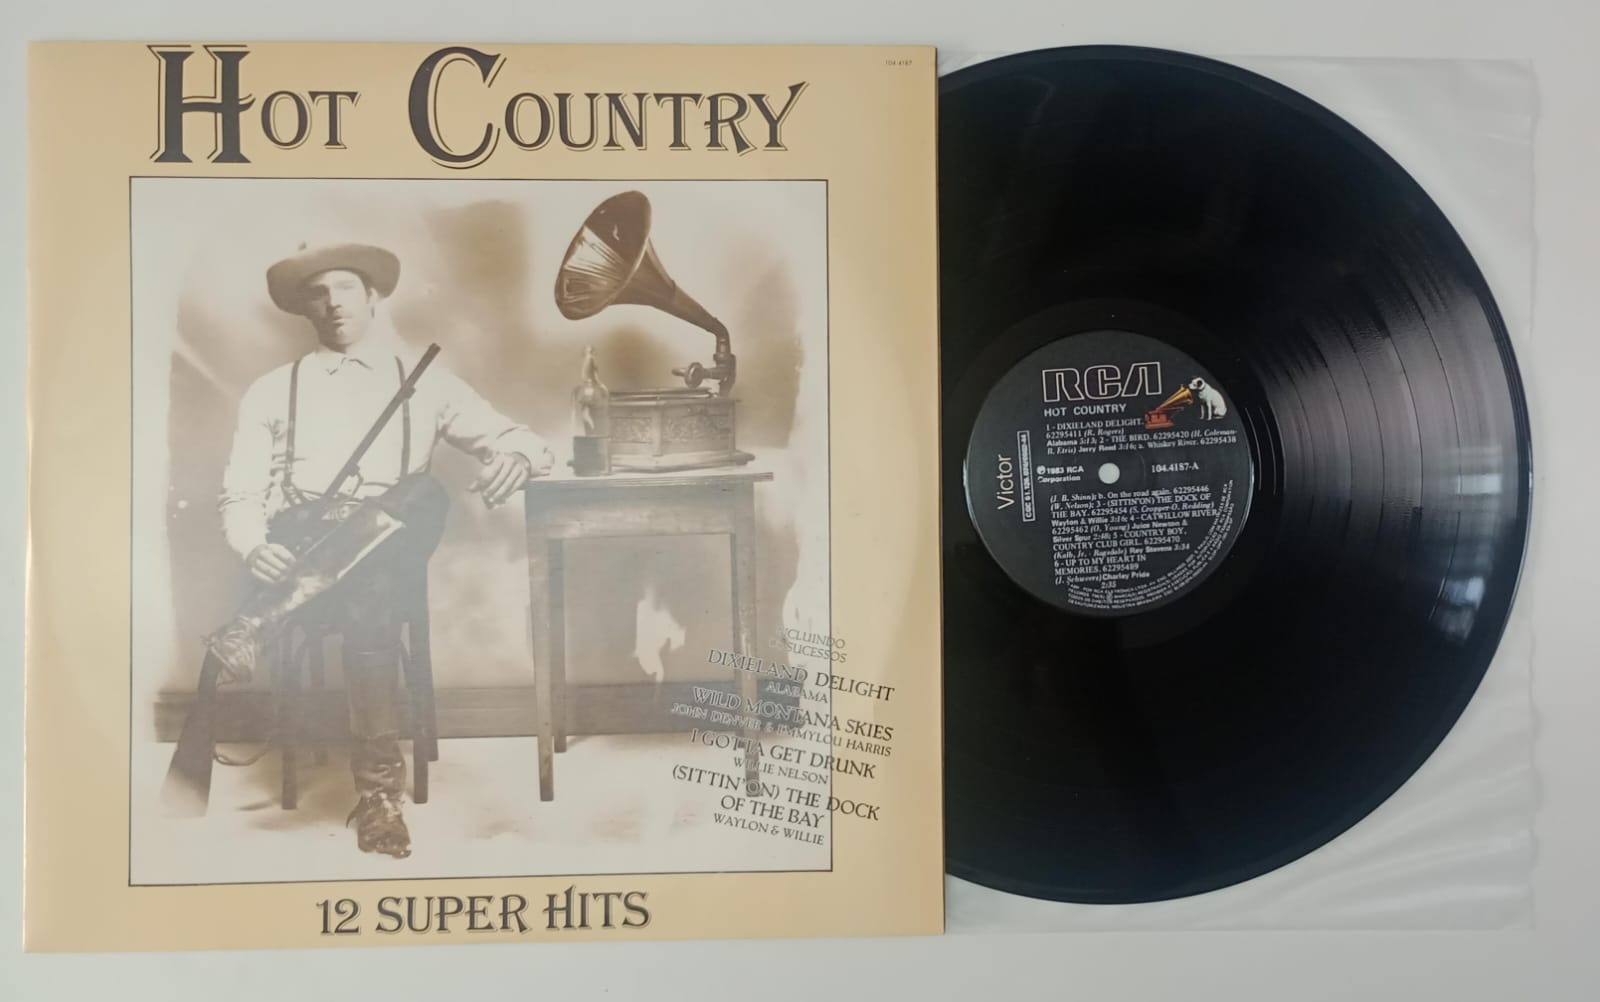 HOT COUNTRY
104.4187
INCLUINDO
OS SUCESSOS
DIXIELAND DELIGHT
ALABAMA
WILD MONTANA SKIES
JOHN DENVER & EMMYLOU HARRIS
I GOTTA GET DRUNK
WILLIE NELSON
(SITTIN'ON) THE DOCK
OF THE BAY
WAYLON & WILLIE
12 SUPER HITS
RCA
HOT COUNTRY
1 - DIXIELAND DELIGHT.
62295411 (R. Rogers)
Alabama 5:13; 2 - THE BIRD. 62295420 (H. Coleman-
B. Etris) Jerry Reed 3:16; a. Whiskey River. 62295438
Victor
℗ 1983 RCA
Corporation
104.4187-A
(J. B. Shinn); b. On the road again. 62295446
(W. Nelson); 3 - (SITTIN'ON) THE DOCK OF
THE BAY. 62295454 (S. Cropper-O. Redding)
Waylon & Willie 3:16; 4 - CATWILLOW RIVER.
62295462 (O. Young) Juice Newton &
Silver Spur 2:48; 5 - COUNTRY BOY,
COUNTRY CLUB GIRL. 62295470
(Kalb, Jr. - Ragsdale) Ray Stevens 3:34
6 - UP TO MY HEART IN
MEMORIES. 62295489
(J. Schweers) Charley Pride
2:35